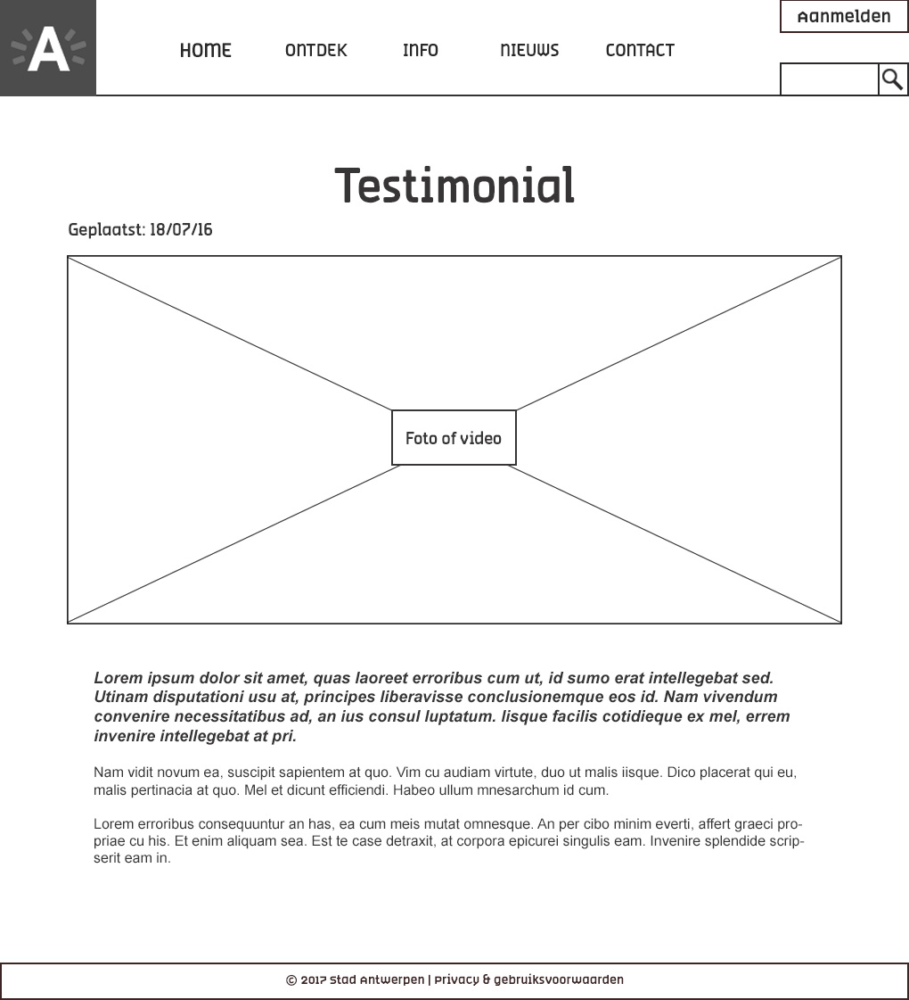 A
HOME ONTDEK INFO NIEUWS CONTACT
Aanmelden
Testimonial
Geplaatst: 18/07/16
Foto of video
Lorem ipsum dolor sit amet, quas laoreet erroribus cum ut, id sumo erat intellegebat sed.
Utinam disputationi usu at, principes liberavisse conclusionemque eos id. Nam vivendum
convenire necessitatibus ad, an ius consul luptatum. Iisque facilis cotidieque ex mel, errem
invenire intellegebat at pri.
Nam vidit novum ea, suscipit sapientem at quo. Vim cu audiam virtute, duo ut malis iisque. Dico placerat qui eu,
malis pertinacia at quo. Mel et dicunt efficiendi. Habeo ullum mnesarchum id cum.
Lorem erroribus consequuntur an has, ea cum meis mutat omnesque. An per cibo minim everti, affert graeci pro-
priae cu his. Et enim aliquam sea. Est te case detraxit, at corpora epicurei singulis eam. Invenire splendide scrip-
serit eam in.
© 2017 Stad Antwerpen | Privacy & gebruiksvoorwaarden